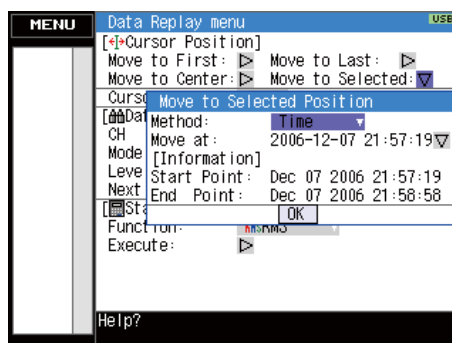 MENU
Data Replay menu
USB
[Cursor Position]
Move to First: Move to Last:
Move to Center: Move to Selected:
Curso
Move to Selected Position
[Dat
Method: Time
CH
Move at: 2006-12-07 21:57:19
Mode
[Information]
Leve
Start Point: Dec 07 2006 21:57:19
Next
End Point: Dec 07 2006 21:58:58
[Sta
OK
Function: RMS
Execute:
Help?